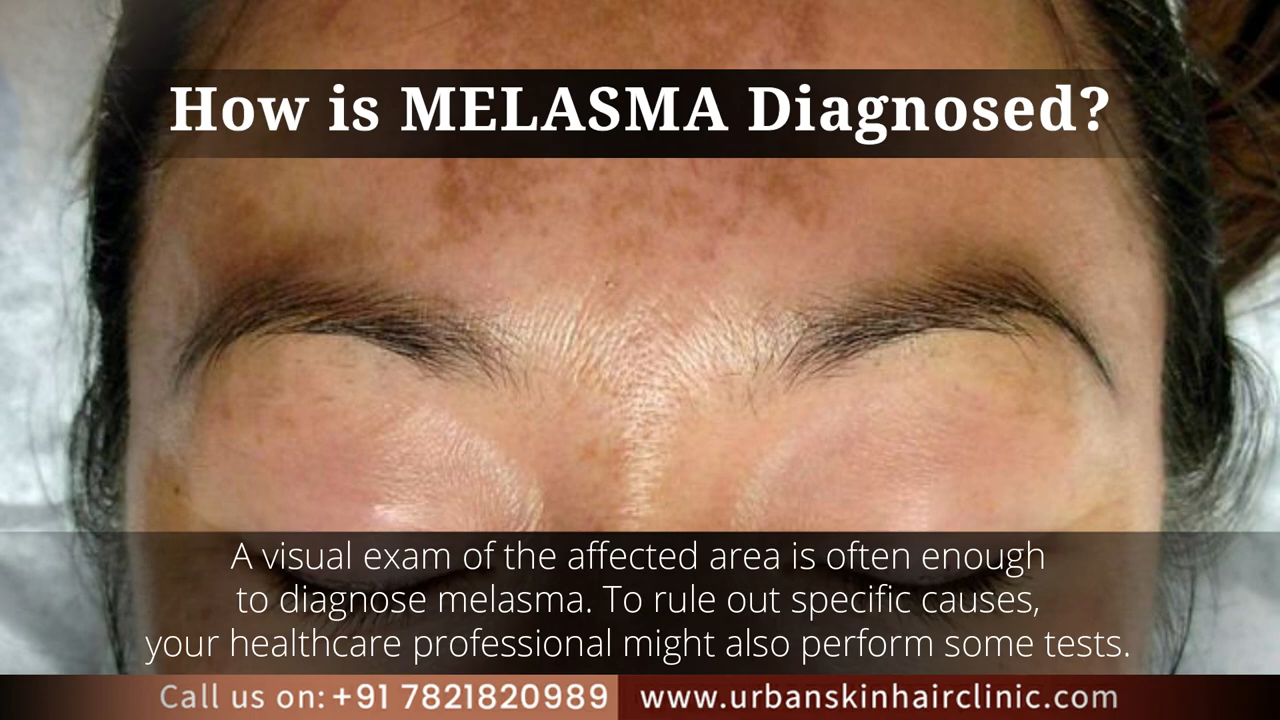 How is MELASMA Diagnosed?
A visual exam of the affected area is often enough
to diagnose melasma. To rule out specific causes,
your healthcare professional might also perform some tests.
Call us on: +91 7821820989 www.urbanskinhairclinic.com